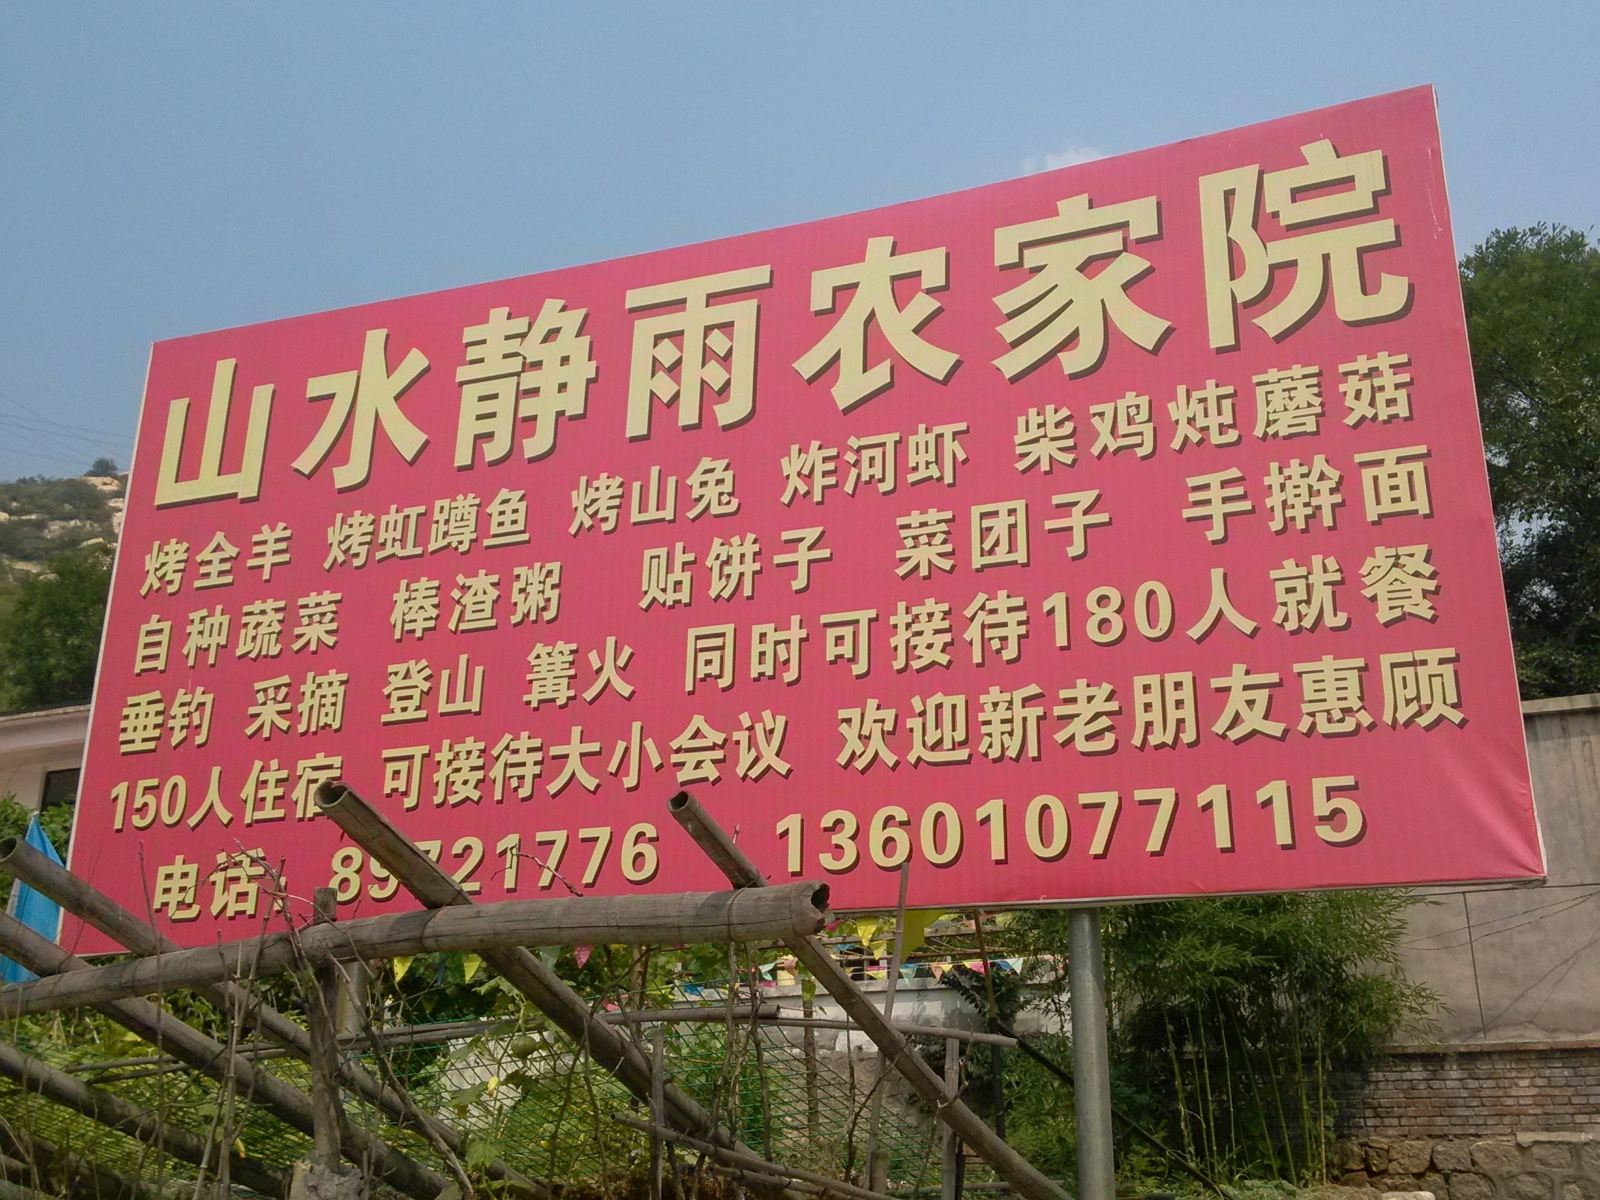 山水静雨农家院
烤全羊 烤虹蹲鱼 烤山兔 炸河虾 柴鸡炖蘑菇
自种蔬菜 棒渣粥 贴饼子 菜团子 手擀面
垂钓 采摘 登山 篝火 同时可接待180人就餐
150人住宿 可接待大小会议 欢迎新老朋友惠顾
电话：89721776 13601077115